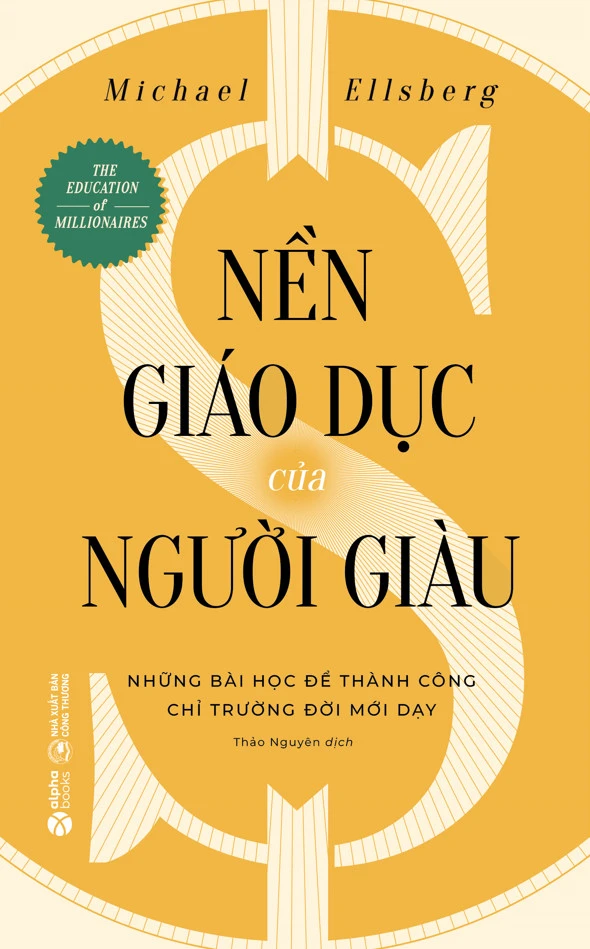 Michael Ellsberg
THE
EDUCATION
of
MILLIONAIRES
NỀN
GIÁO DỤC
của
NGƯỜI GIÀU
NHỮNG BÀI HỌC ĐỂ THÀNH CÔNG
CHỈ TRƯỜNG ĐỜI MỚI DẠY
Thảo Nguyên dịch
NHÀ XUẤT BẢN
CÔNG THƯƠNG
alpha
books